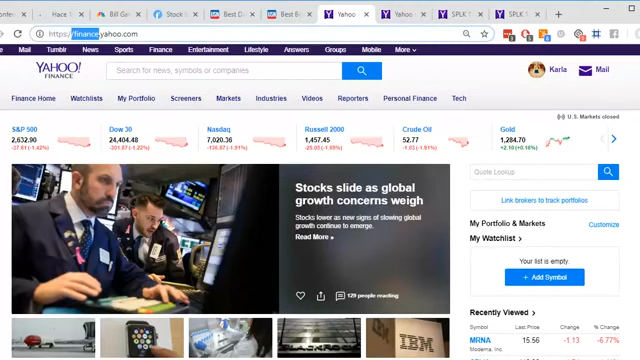 Hace 1
Bill Ga
Stock S
Best D
Best E
Yahoo
Yahoo
SPLK 1
SPLK 1
https://finance.yahoo.com
Mail Tumblr News Sports Finance Entertainment Lifestyle Answers Groups Mobile More
YAHOO!
FINANCE
Search for news, symbols or companies
Karla
Mail
Finance Home Watchlists My Portfolio Screeners Markets Industries Videos Reporters Personal Finance Tech
U.S. Markets closed
S&P 500
2,632.90
-37.81 (-1.42%)
Dow 30
24,404.48
-301.87 (-1.22%)
Nasdaq
7,020.36
-136.87 (-1.91%)
Russell 2000
1,457.45
Crude Oil
52.77
Gold
1,284.70
+2.10 (+0.16%)
Stocks slide as global
growth concerns weigh
Stocks lower as new signs of slowing global
growth continue to emerge.
Read More »
129 people reading
Quote Lookup
Link brokers to track portfolios
My Portfolio & Markets
Customize
My Watchlist
Your list is empty.
+ Add Symbol
Recently Viewed
Symbol Last Price Change % Change
MRNA 15.56 -1.13 -6.77%
Moderna, Inc.
BLACKROCK
IBM
IBM